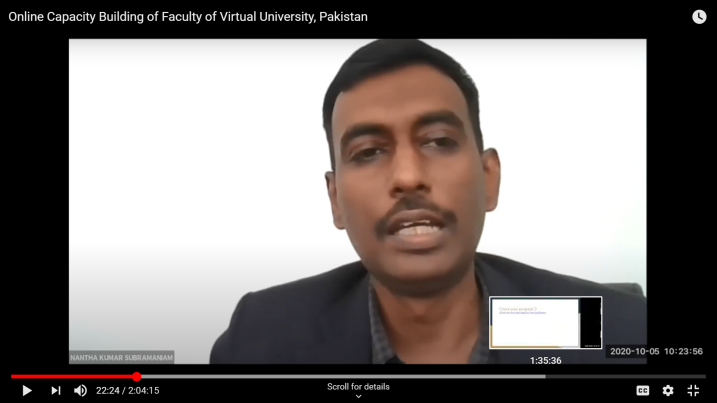 Online Capacity Building of Faculty of Virtual University, Pakistan
NANTHA KUMAR SUBRAMANIAM
1:35:36
2020-10-05 10:23:56
22:24 / 2:04:15
Scroll for details
CC